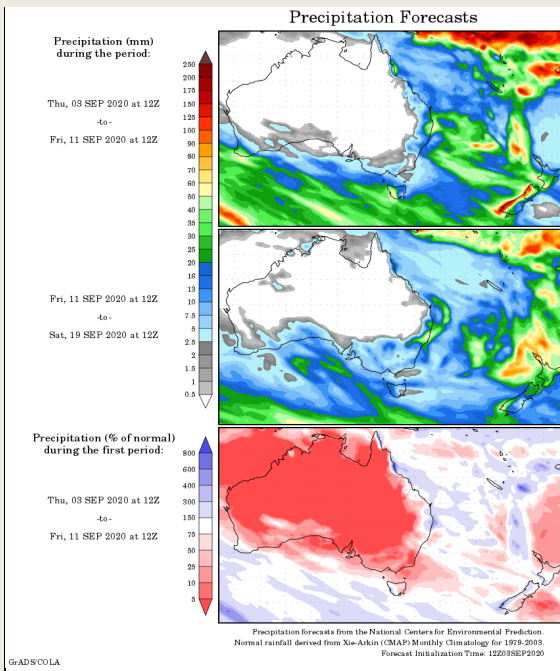 Precipitation Forecasts
Precipitation (mm)
during the period:
Thu, 03 SEP 2020 at 12Z
-to-
Fri, 11 SEP 2020 at 12Z
250
200
175
150
125
100
90
80
70
60
50
40
35
30
25
20
16
13
10
7.5
5
2.5
2
1.5
1
0.5
Fri, 11 SEP 2020 at 12Z
-to-
Sat, 19 SEP 2020 at 12Z
Precipitation (% of normal)
during the first period:
Thu, 03 SEP 2020 at 12Z
-to-
Fri, 11 SEP 2020 at 12Z
800
600
400
300
150
75
50
25
10
5
Precipitation forecasts from the National Centers for Environmental Prediction.
Normal rainfall derived from Xie-Arkin (CMAP) Monthly Climatology for 1979-2003.
Forecast Initialization Time: 12Z03SEP2020
GrADS/COLA